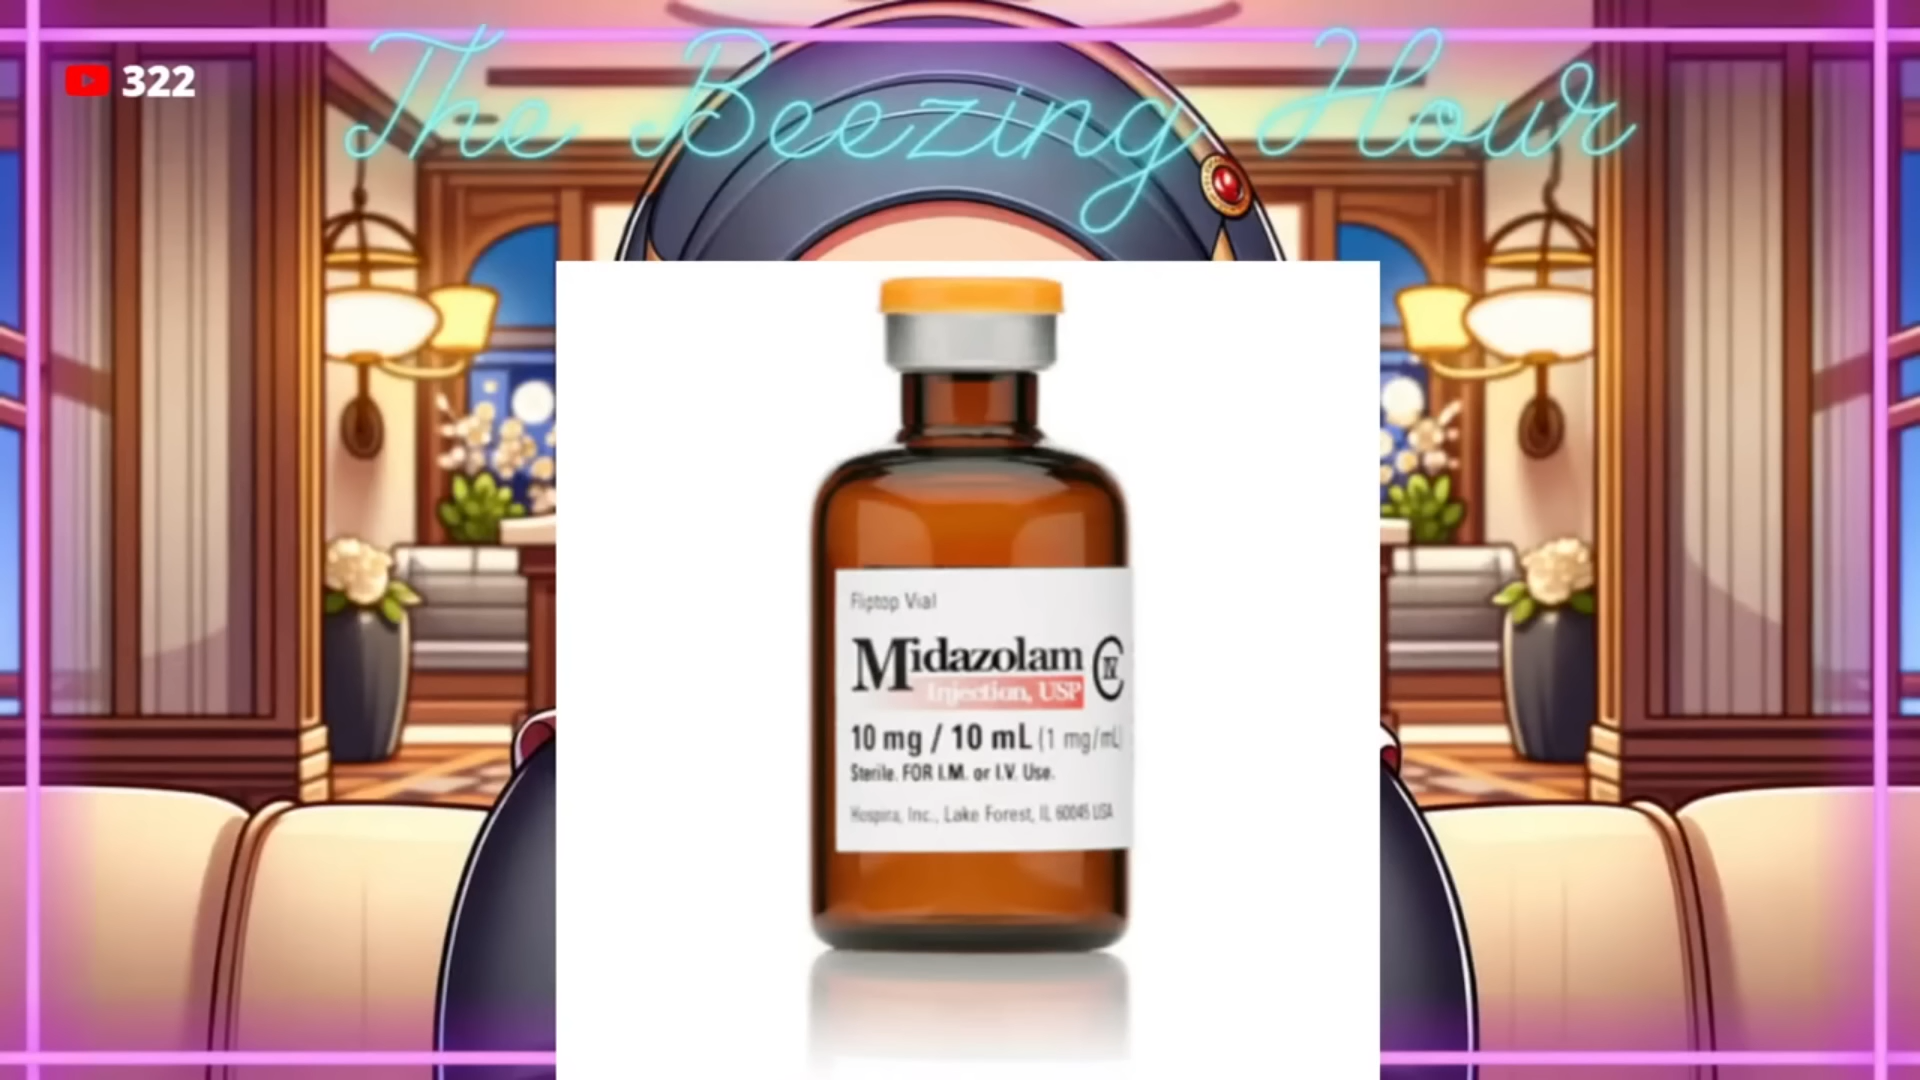 The Beezing Hour
322
Fliptop Vial
Midazolam CIV
Injection, USP
10 mg / 10 mL (1 mg/mL)
Sterile. FOR I.M. or I.V. Use.
Hospira, Inc., Lake Forest, IL 60045 USA